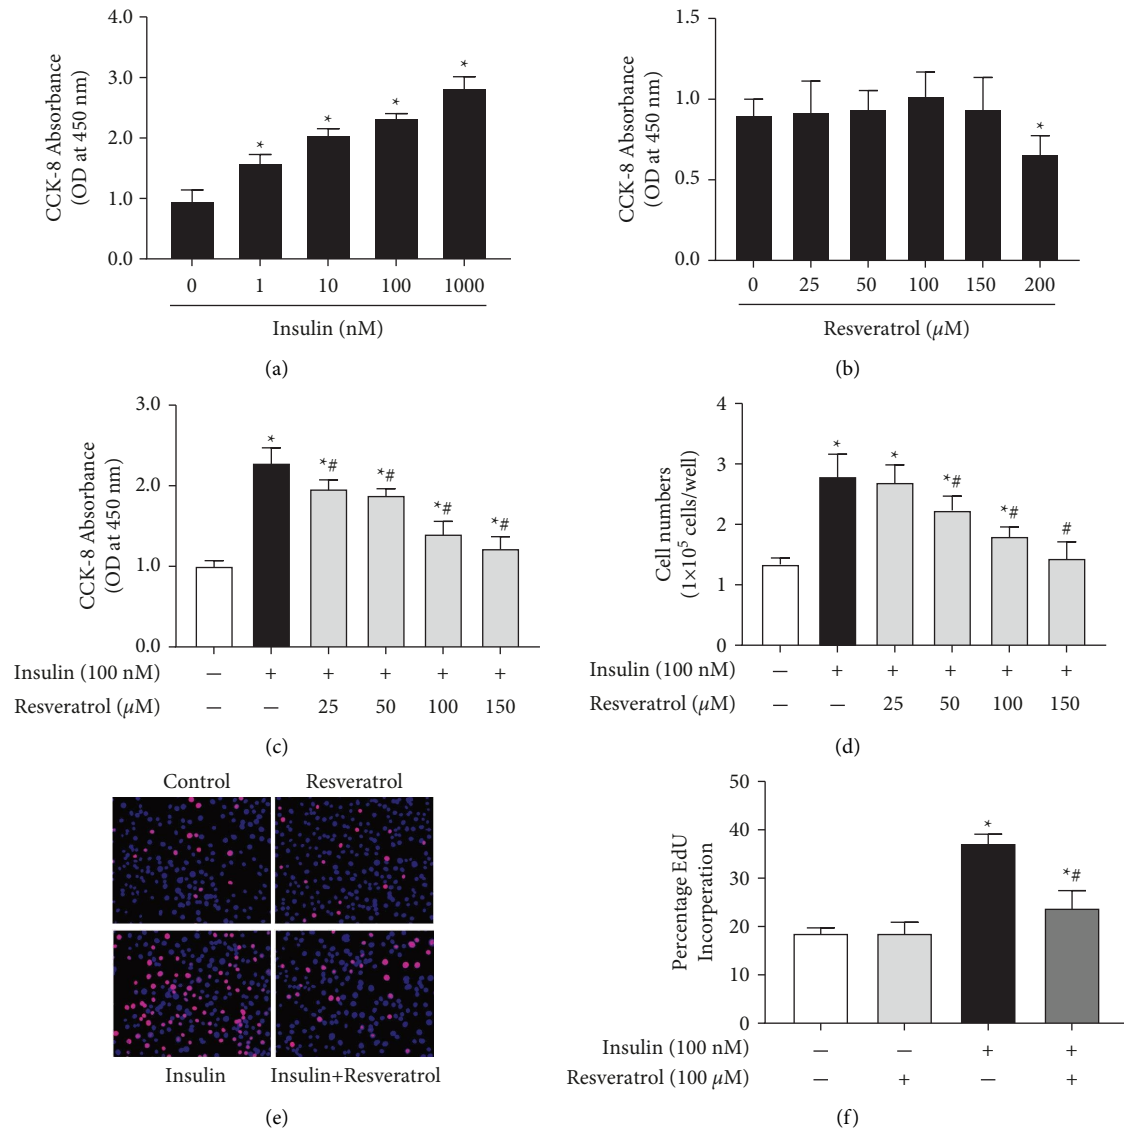 4.0
3.0
2.0
1.0
0.0
CCK-8 Absorbance
(OD at 450 nm)
*
*
*
*
0 1 10 100 1000
Insulin (nM)
(a)
1.5
1.0
0.5
0.0
CCK-8 Absorbance
(OD at 450 nm)
*
0 25 50 100 150 200
Resveratrol (µM)
(b)
3.0
2.0
1.0
0.0
CCK-8 Absorbance
(OD at 450 nm)
*
*#
*#
*#
*#
Insulin (100 nM) — + + + + +
Resveratrol (µM) — — 25 50 100 150
(c)
4
3
2
1
0
Cell numbers
(1×10⁵ cells/well)
*
*
*#
*#
#
Insulin (100 nM) — + + + + +
Resveratrol (µM) — — 25 50 100 150
(d)
Control Resveratrol
Insulin Insulin+Resveratrol
(e)
50
40
30
20
10
0
Percentage EdU
Incorperation
*
*#
Insulin (100 nM) — — + +
Resveratrol (100 µM) — + — +
(f)